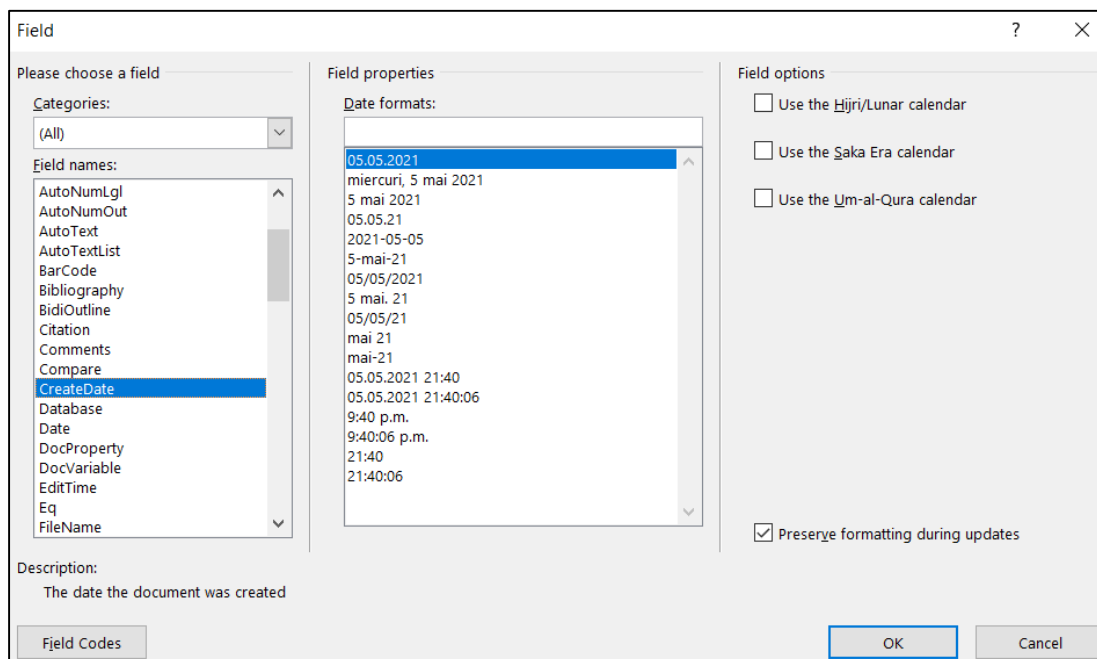 Field
?
Please choose a field
Categories:
(All)
Field names:
AutoNumLgl
AutoNumOut
AutoText
AutoTextList
BarCode
Bibliography
BidiOutline
Citation
Comments
Compare
CreateDate
Database
Date
DocProperty
DocVariable
EditTime
Eq
FileName
Field properties
Date formats:
05.05.2021
miercuri, 5 mai 2021
5 mai 2021
05.05.21
2021-05-05
5-mai-21
05/05/2021
5 mai. 21
05/05/21
mai 21
mai-21
05.05.2021 21:40
05.05.2021 21:40:06
9:40 p.m.
9:40:06 p.m.
21:40
21:40:06
Field options
Use the Hijri/Lunar calendar
Use the Saka Era calendar
Use the Um-al-Qura calendar
Preserve formatting during updates
Description:
The date the document was created
Field Codes
OK
Cancel